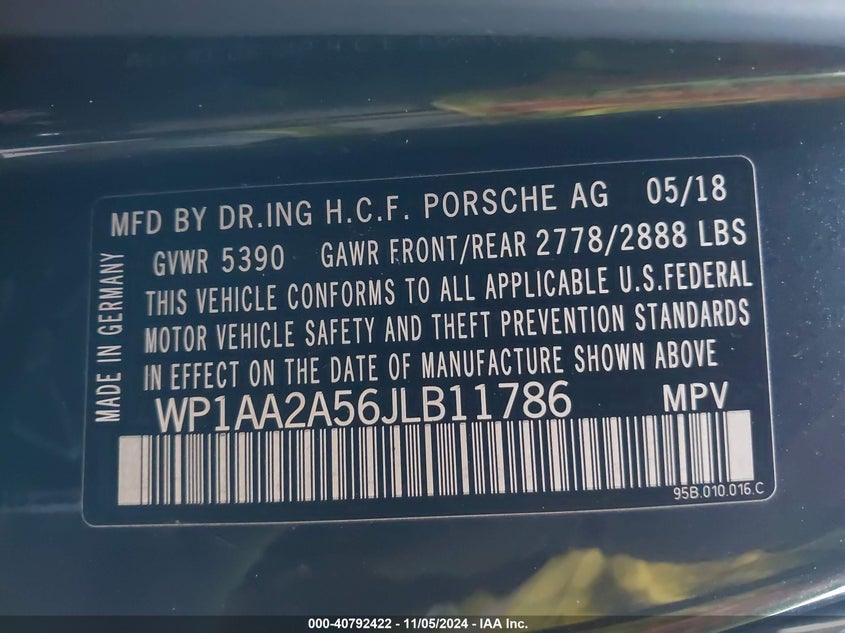 MFD BY DR.ING H.C.F. PORSCHE AG 05/18
GVWR 5390 GAWR FRONT/REAR 2778/2888 LBS
THIS VEHICLE CONFORMS TO ALL APPLICABLE U.S.FEDERAL
MOTOR VEHICLE SAFETY AND THEFT PREVENTION STANDARDS
IN EFFECT ON THE DATE OF MANUFACTURE SHOWN ABOVE
MADE IN GERMANY
WP1AA2A56JLB11786 MPV
95B.010.016.C
000-40792422 - 11/05/2024 - IAA Inc.